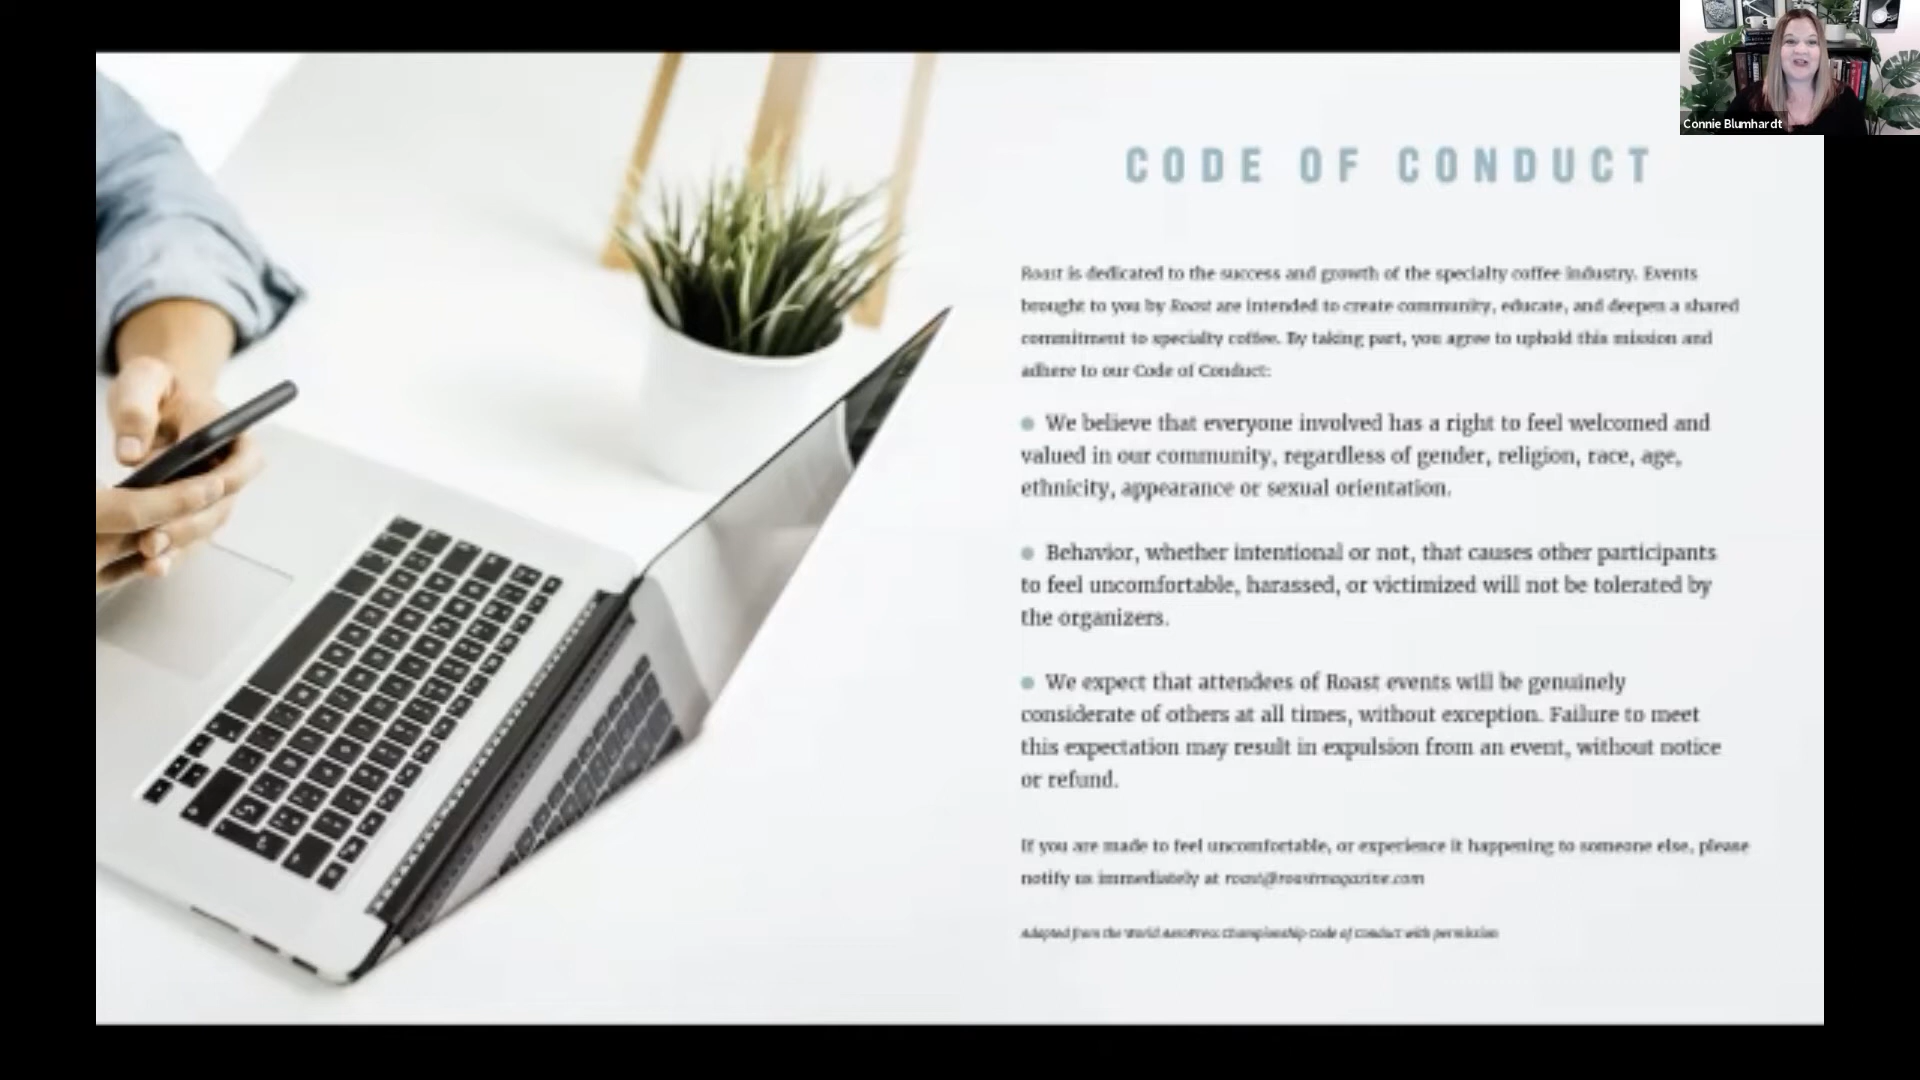 Connie Blumhardt
CODE OF CONDUCT
Roast is dedicated to the success and growth of the specialty coffee industry. Events
brought to you by Roast are intended to create community, educate, and deepen a shared
commitment to specialty coffee. By taking part, you agree to uphold this mission and
adhere to our Code of Conduct:
• We believe that everyone involved has a right to feel welcomed and
valued in our community, regardless of gender, religion, race, age,
ethnicity, appearance or sexual orientation.
• Behavior, whether intentional or not, that causes other participants
to feel uncomfortable, harassed, or victimized will not be tolerated by
the organizers.
• We expect that attendees of Roast events will be genuinely
considerate of others at all times, without exception. Failure to meet
this expectation may result in expulsion from an event, without notice
or refund.
If you are made to feel uncomfortable, or experience it happening to someone else, please
notify us immediately at roast@roastmagazine.com
Adapted from the World AeroPress Championship Code of Conduct with permission